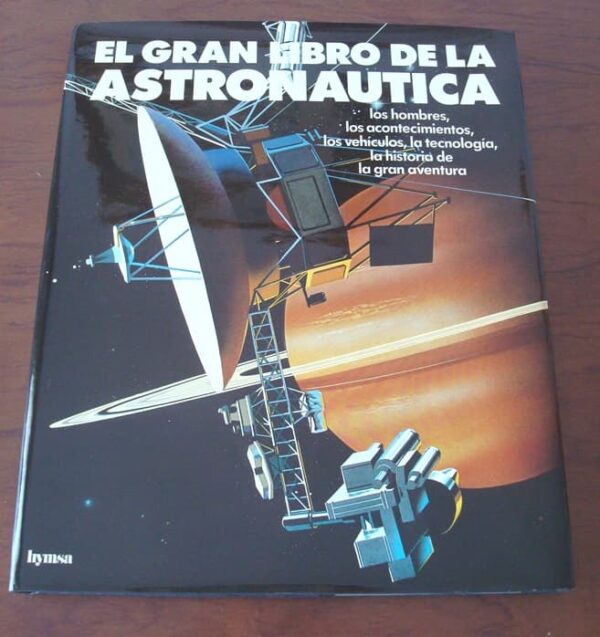 EL GRAN LIBRO DE LA
ASTRONAUTICA
los hombres,
los acontecimientos,
los vehículos, la tecnología,
la historia de
la gran aventura
hymsa